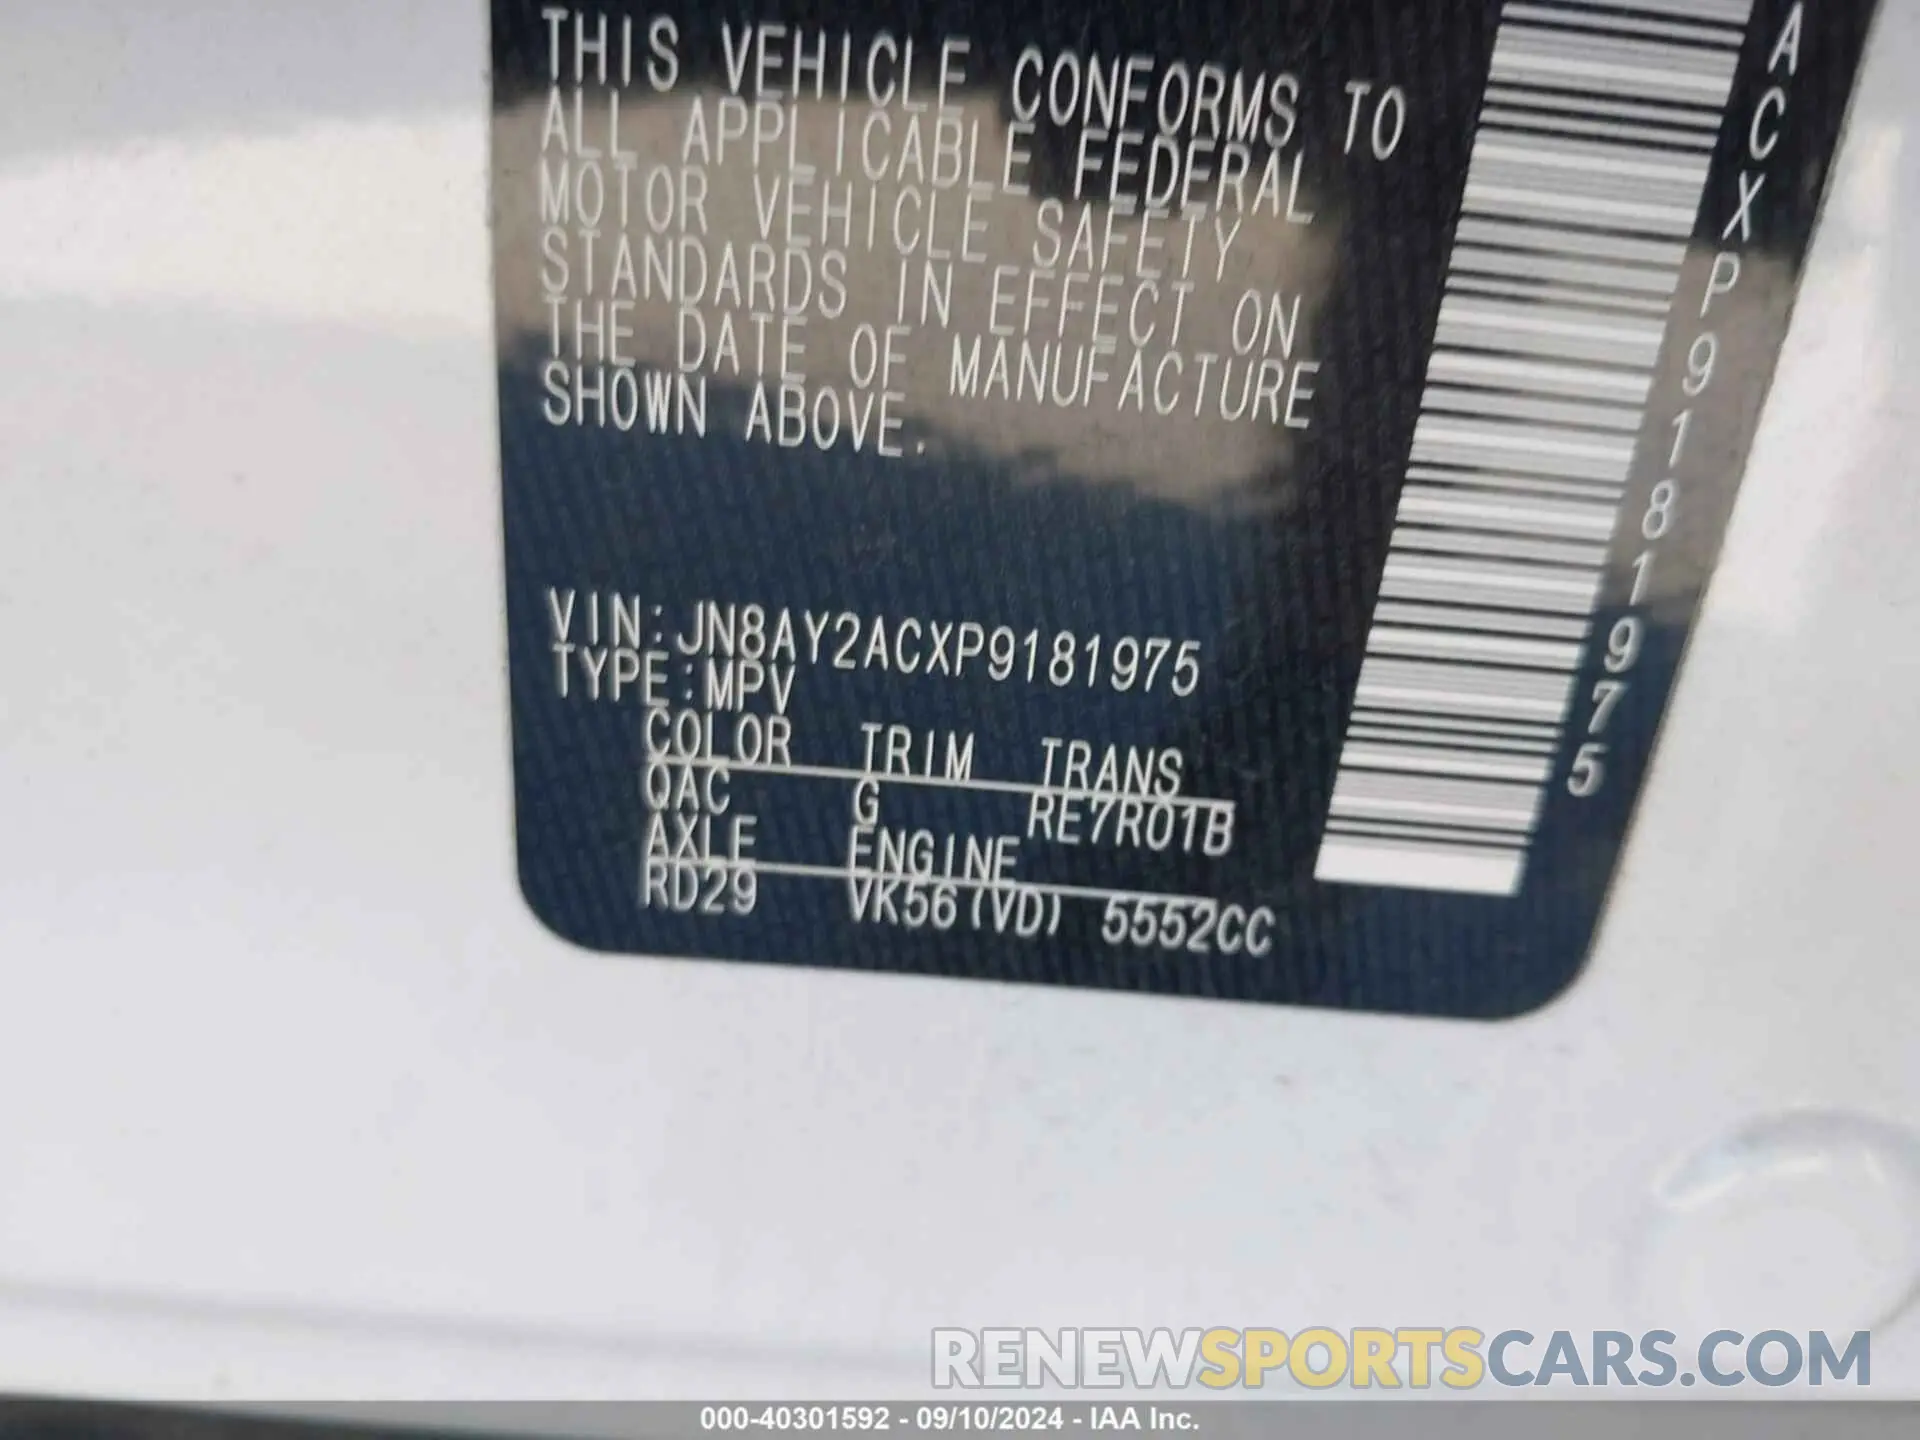 THIS VEHICLE CONFORMS TO
ALL APPLICABLE FEDERAL
MOTOR VEHICLE SAFETY
STANDARDS IN EFFECT ON
THE DATE OF MANUFACTURE
SHOWN ABOVE.
VIN:JN8AY2ACXP9181975
TYPE:MPV
COLOR TRIM TRANS
QAC G RE7R01B
AXLE ENGINE
RD29 VK56(VD) 5552CC
ACXP9181975
RENEWSPORTSCARS.COM
000-40301592 - 09/10/2024 - IAA Inc.